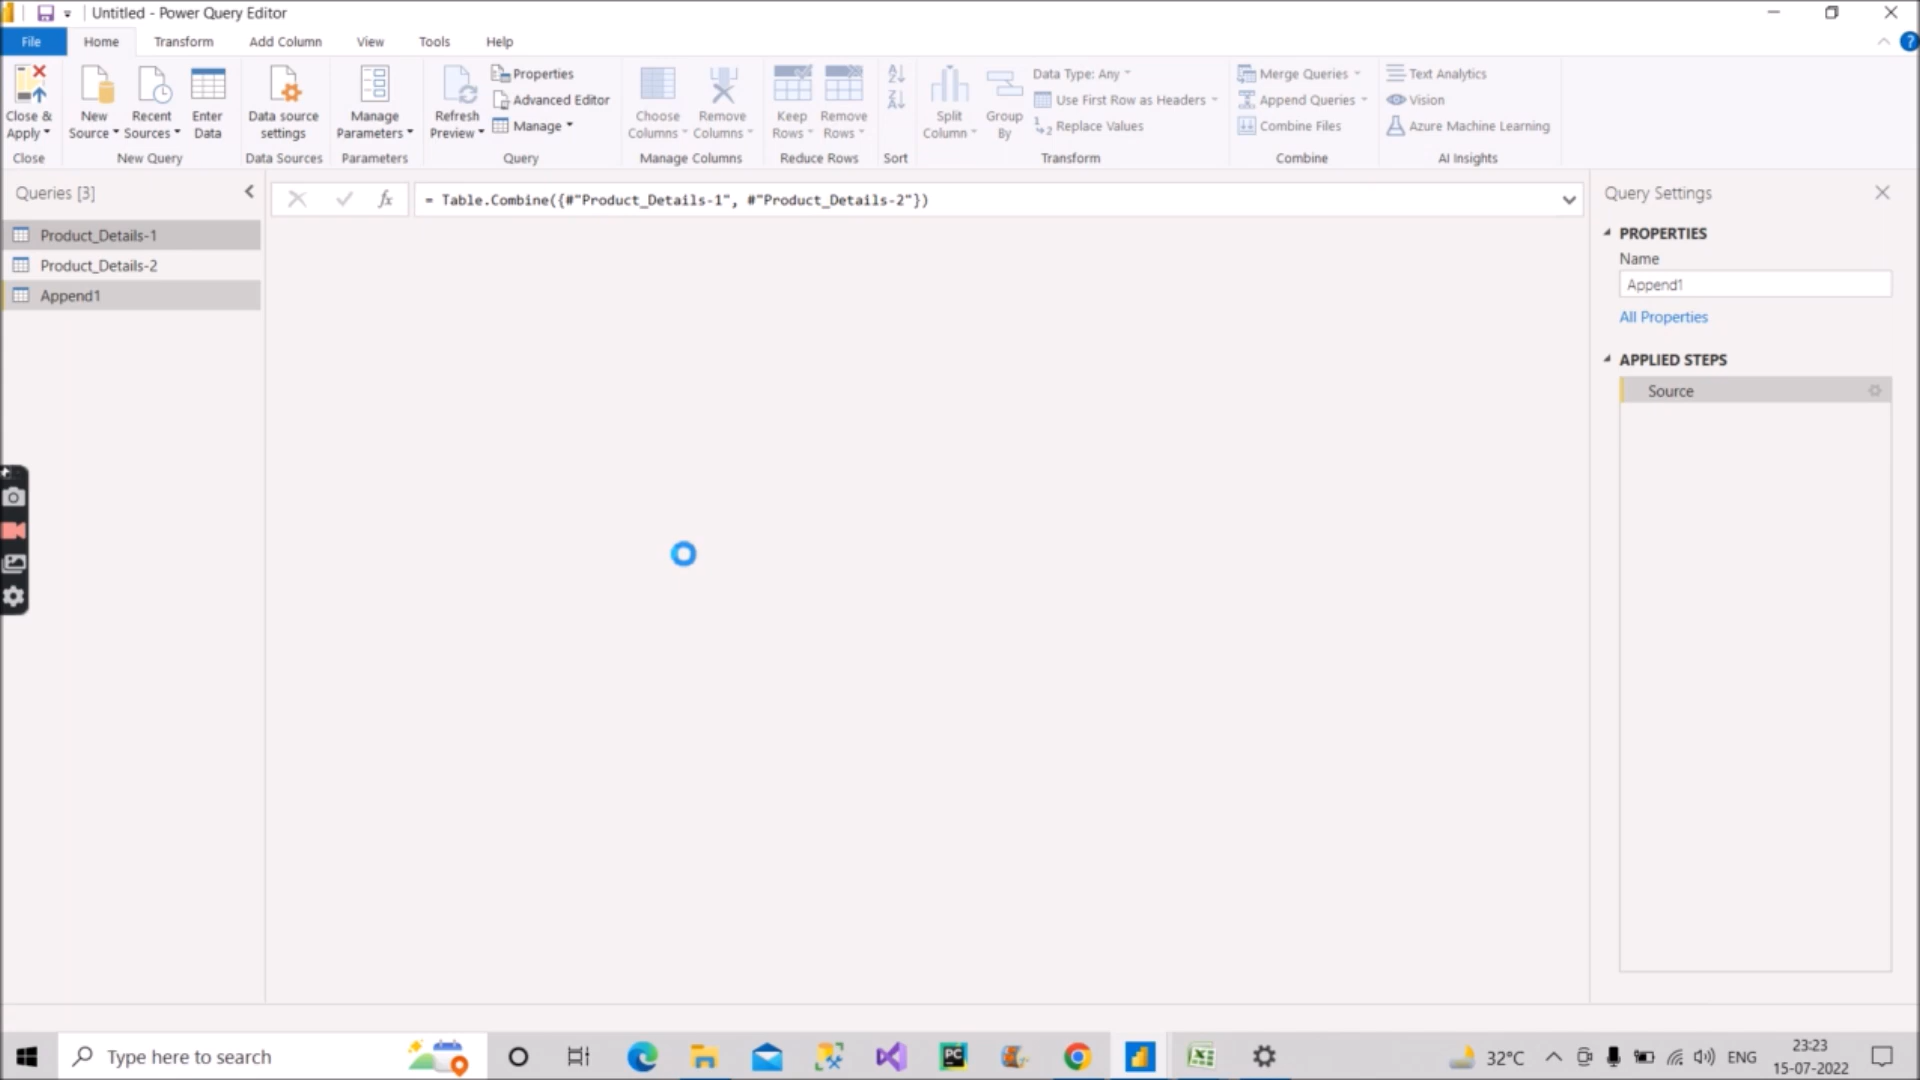 Untitled - Power Query Editor
File Home Transform Add Column View Tools Help
Close & Apply
New Source
Recent Sources
Enter Data
Data source settings
Manage Parameters
Refresh Preview
Properties
Advanced Editor
Manage
Choose Columns
Remove Columns
Keep Rows
Remove Rows
Split Column
Group By
Data Type: Any
Use First Row as Headers
Replace Values
Merge Queries
Append Queries
Combine Files
Text Analytics
Vision
Azure Machine Learning
Close New Query Data Sources Parameters Query Manage Columns Reduce Rows Sort Transform Combine AI Insights
Queries [3]
fx = Table.Combine({#"Product_Details-1", #"Product_Details-2"})
Product_Details-1
Product_Details-2
Append1
Query Settings
PROPERTIES
Name
Append1
All Properties
APPLIED STEPS
Source
Type here to search
PC
32°C
ENG
23:23
15-07-2022